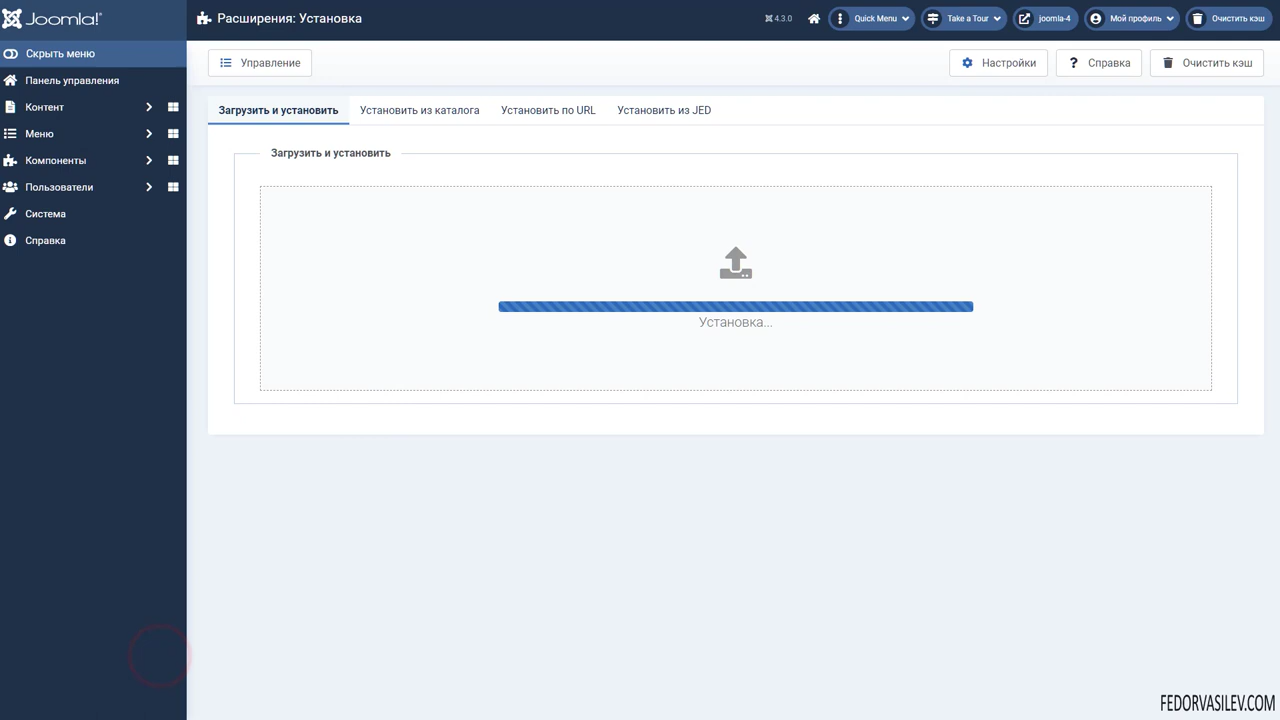 Joomla!®
Расширения: Установка
4.3.0
Quick Menu
Take a Tour
joomla-4
Мой профиль
Очистить кэш
Скрыть меню
Панель управления
Контент
Меню
Компоненты
Пользователи
Система
Справка
Управление
Настройки
? Справка
Очистить кэш
Загрузить и установить
Установить из каталога
Установить по URL
Установить из JED
Загрузить и установить
Установка...
FEDORVASILEV.COM